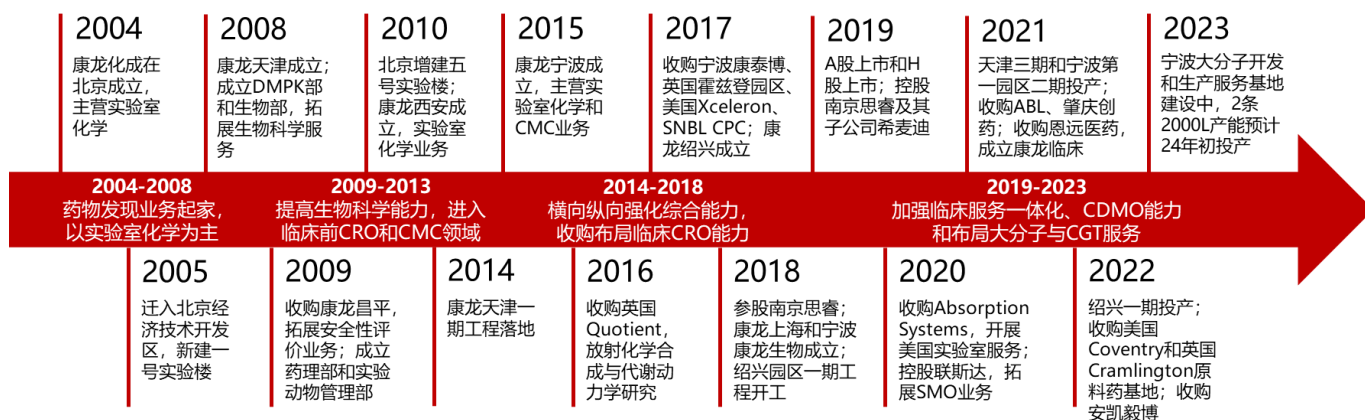 2004
康龙化成在
北京成立，
主营实验室
化学
2008
康龙天津成立；
成立DMPK部
和生物部，拓
展生物科学服
务
2010
北京增建五
号实验楼；
康龙西安成
立，实验室
化学业务
2015
康龙宁波成
立，主营实
验室化学和
CMC业务
2017
收购宁波康泰博、
英国霍兹登园区、
美国Xceleron、
SNBL CPC；康
龙绍兴成立
2019
A股上市和H
股上市；控股
南京思睿及其
子公司希麦迪
2021
天津三期和宁波第
一园区二期投产；
收购ABL、肇庆创
药；收购恩远医药，
成立康龙临床
2023
宁波大分子开发
和生产服务基地
建设中，2条
2000L产能预计
24年初投产
2004-2008
药物发现业务起家，
以实验室化学为主
2009-2013
提高生物科学能力，进入
临床前CRO和CMC领域
2014-2018
横向纵向强化综合能力，
收购布局临床CRO能力
2019-2023
加强临床服务一体化、CDMO能力
和布局大分子与CGT服务
2005
迁入北京经
济技术开发
区，新建一
号实验楼
2009
收购康龙昌平，
拓展安全性评
价业务；成立
药理部和实验
动物管理部
2014
康龙天津一
期工程落地
2016
收购英国
Quotient，
放射化学合
成与代谢动
力学研究
2018
参股南京思睿；
康龙上海和宁波
康龙生物成立；
绍兴园区一期工
程开工
2020
收购Absorption
Systems，开展
美国实验室服务；
控股联斯达，拓
展SMO业务
2022
绍兴一期投产；
收购美国
Coventry和英国
Cramlington原
料药基地；收购
安凯毅博